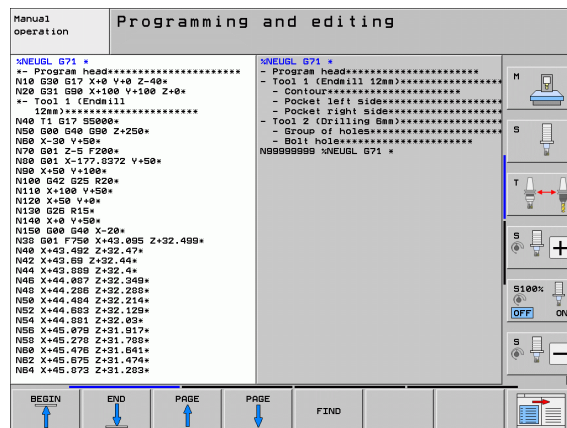 Manual
operation
Programming and editing
%NEUGL G71 *
*- Program head**********************
N10 G30 G17 X+0 Y+0 Z-40*
N20 G31 G90 X+100 Y+100 Z+0*
*- Tool 1 (Endmill
12mm)**********************
N40 T1 G17 S5000*
N50 G00 G40 G90 Z+250*
N60 X-30 Y+50*
N70 G01 Z-5 F200*
N80 G01 X-177.8372 Y+50*
N90 X+50 Y+100*
N100 G42 G25 R20*
N110 X+100 Y+50*
N120 X+50 Y+0*
N130 G26 R15*
N140 X+0 Y+50*
N150 G00 G40 X-20*
N38 G01 F750 X+43.095 Z+32.499*
N40 X+43.492 Z+32.47*
N42 X+43.69 Z+32.44*
N44 X+43.889 Z+32.4*
N46 X+44.087 Z+32.349*
N48 X+44.286 Z+32.288*
N50 X+44.484 Z+32.214*
N52 X+44.683 Z+32.129*
N54 X+44.881 Z+32.03*
N56 X+45.079 Z+31.917*
N58 X+45.278 Z+31.788*
N60 X+45.476 Z+31.641*
N62 X+45.675 Z+31.474*
N64 X+45.873 Z+31.283*
%NEUGL G71 *
- Program head**********************
- Tool 1 (Endmill 12mm)******************
- Contour**********************
- Pocket left side*******************
- Pocket right side******************
- Tool 2 (Drilling 6mm)******************
- Group of holes*********************
- Bolt hole**********************
N99999999 %NEUGL G71 *
M
S
T
S
S100%
OFF ON
S
BEGIN
END
PAGE
PAGE
FIND